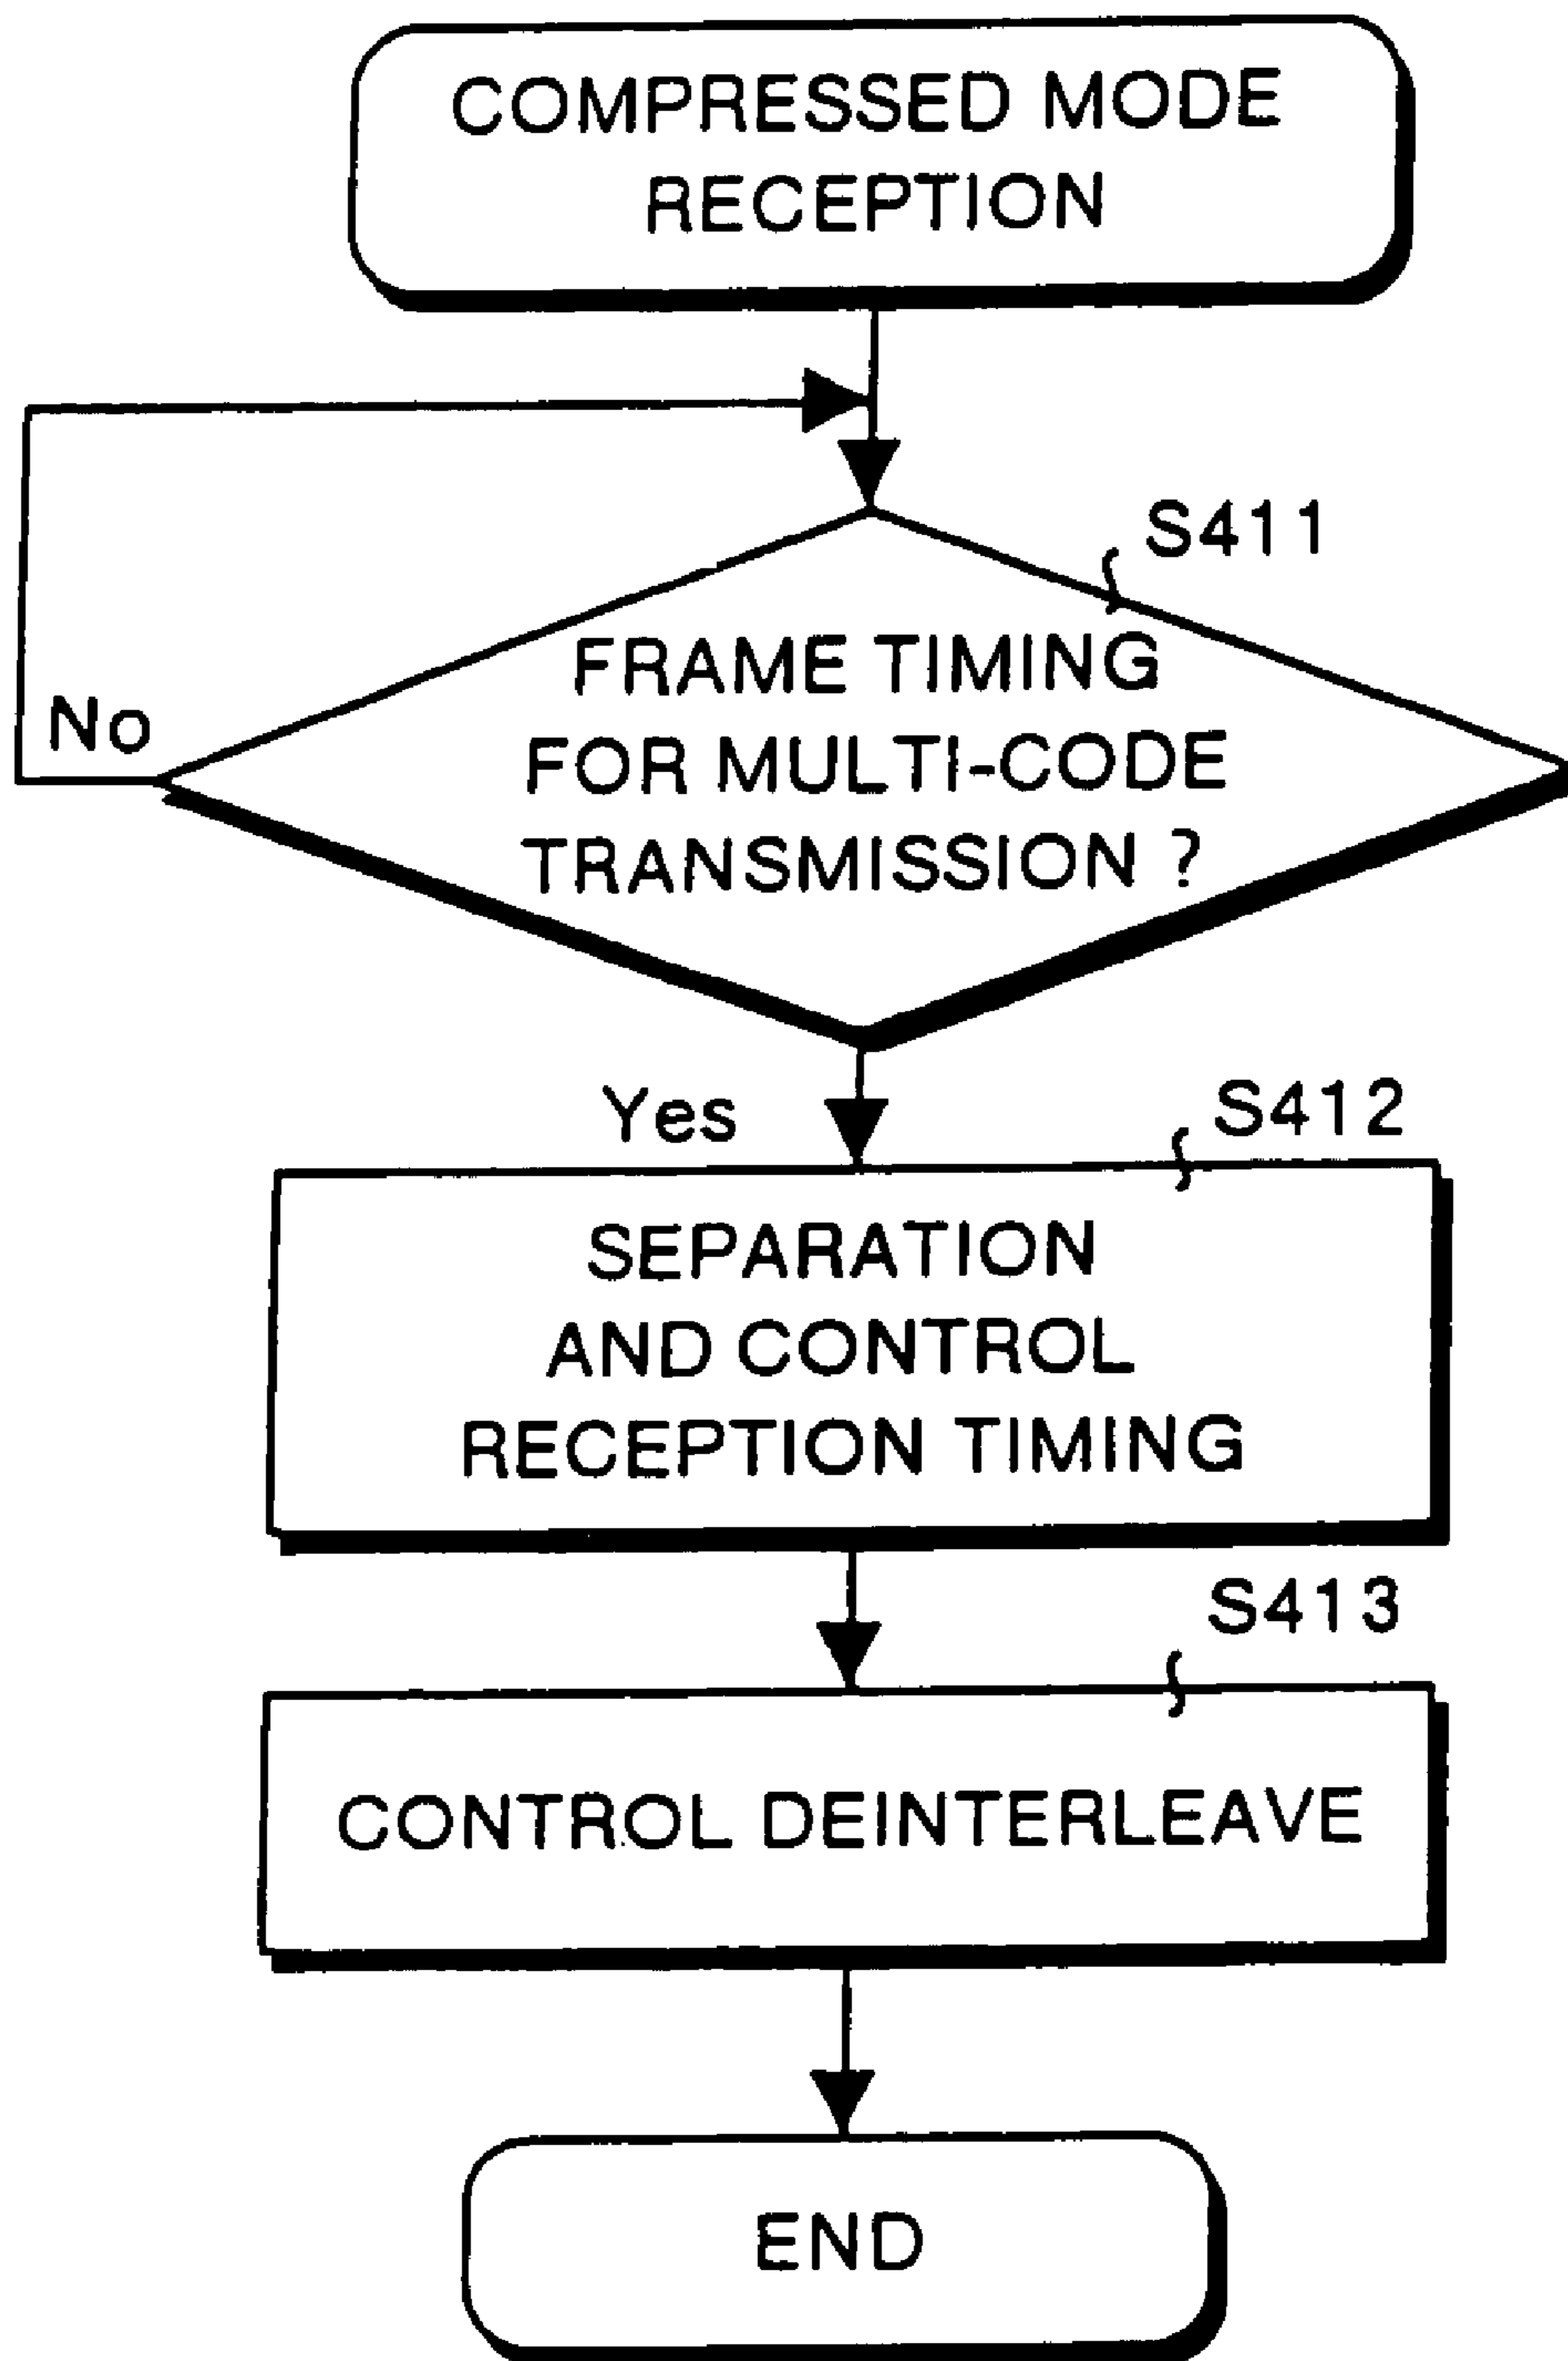 COMPRESSED MODE
RECEPTION
S411
FRAME TIMING
FOR MULTI-CODE
TRANSMISSION ?
No
Yes
S412
SEPARATION
AND CONTROL
RECEPTION TIMING
S413
CONTROL DEINTERLEAVE
END